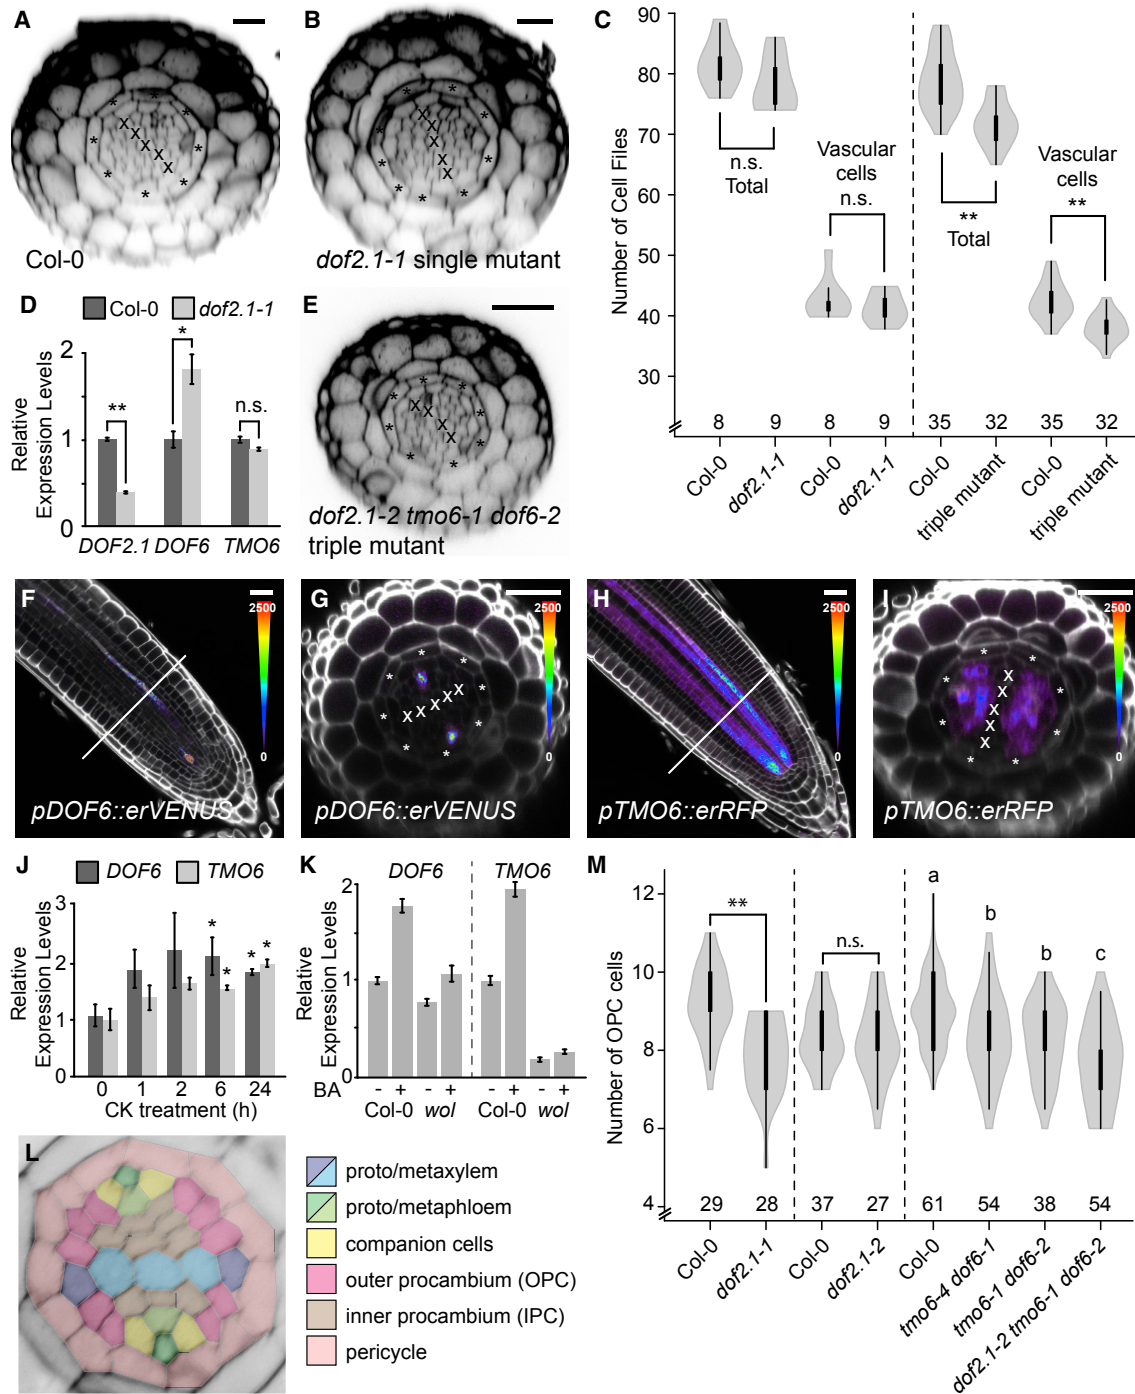 A
Col-0
B
dof2.1-1 single mutant
C
Number of Cell Files
90
80
70
60
50
40
30
n.s.
Total
Vascular
cells
n.s.
**
Total
Vascular
cells
**
8
9
8
9
35
32
35
32
Col-0
dof2.1-1
Col-0
dof2.1-1
Col-0
triple mutant
Col-0
triple mutant
D
Col-0
dof2.1-1
Relative
Expression Levels
2
1
0
**
*
n.s.
DOF2.1 DOF6 TMO6
E
dof2.1-2 tmo6-1 dof6-2
triple mutant
F
2500
0
pDOF6::erVENUS
G
2500
0
pDOF6::erVENUS
H
2500
0
pTMO6::erRFP
I
2500
0
pTMO6::erRFP
J
DOF6
TMO6
Relative
Expression Levels
3
2
1
0
* * * *
0 1 2 6 24
CK treatment (h)
K
DOF6 TMO6
Relative
Expression Levels
2
1
0
BA - + - + - + - +
Col-0 wol Col-0 wol
L
proto/metaxylem
proto/metaphloem
companion cells
outer procambium (OPC)
inner procambium (IPC)
pericycle
M
Number of OPC cells
12
10
8
6
4
**
n.s.
a
b
b
c
29
28
37
27
61
54
38
54
Col-0
dof2.1-1
Col-0
dof2.1-2
Col-0
tmo6-4 dof6-1
tmo6-1 dof6-2
dof2.1-2 tmo6-1 dof6-2